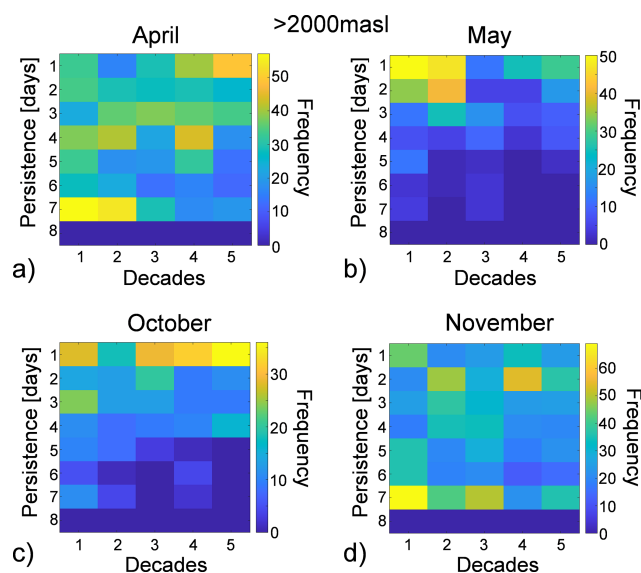 >2000masl
April
May
a)
Persistence [days]
1
2
3
4
5
6
7
8
1 2 3 4 5
Decades
50
40
30
20
10
0
Frequency
b)
Persistence [days]
1
2
3
4
5
6
7
8
1 2 3 4 5
Decades
50
40
30
20
10
0
Frequency
October
November
c)
Persistence [days]
1
2
3
4
5
6
7
8
1 2 3 4 5
Decades
30
20
10
0
Frequency
d)
Persistence [days]
1
2
3
4
5
6
7
8
1 2 3 4 5
Decades
60
50
40
30
20
10
0
Frequency